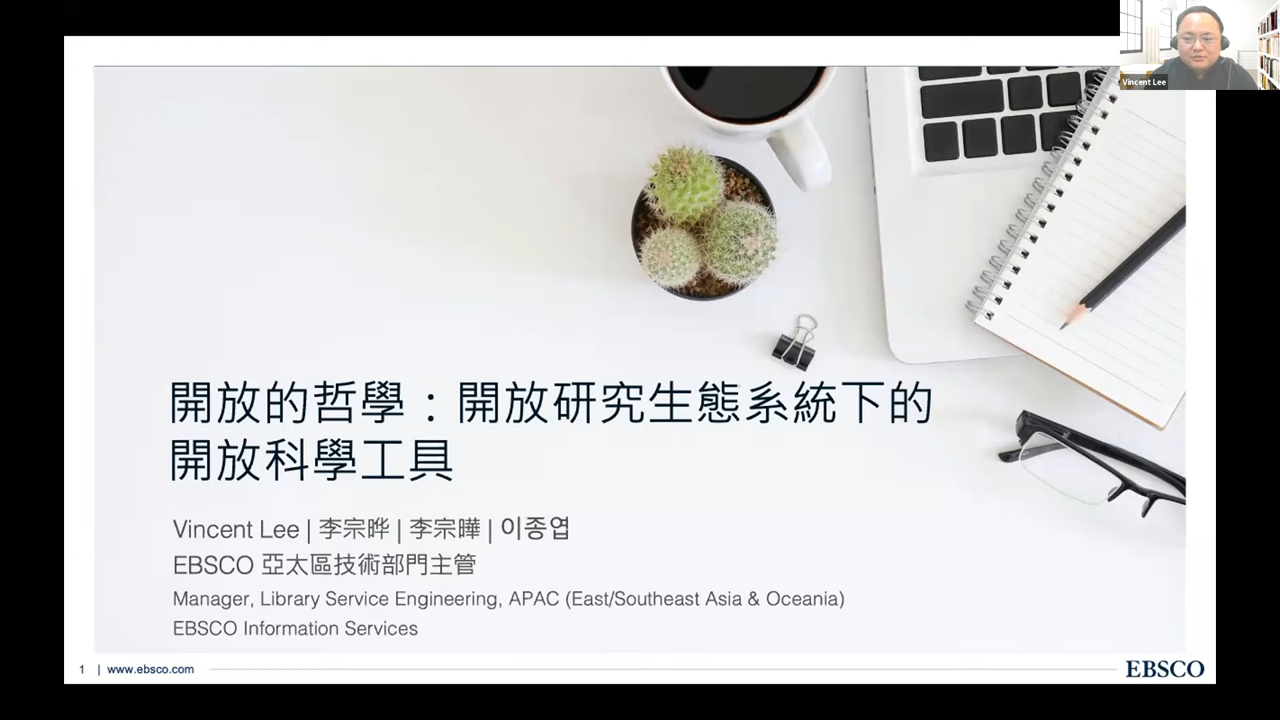 Vincent Lee
開放的哲學：開放研究生態系統下的
開放科學工具
Vincent Lee | 李宗晔 | 李宗曄 | 이종엽
EBSCO 亞太區技術部門主管
Manager, Library Service Engineering, APAC (East/Southeast Asia & Oceania)
EBSCO Information Services
1 | www.ebsco.com
EBSCO